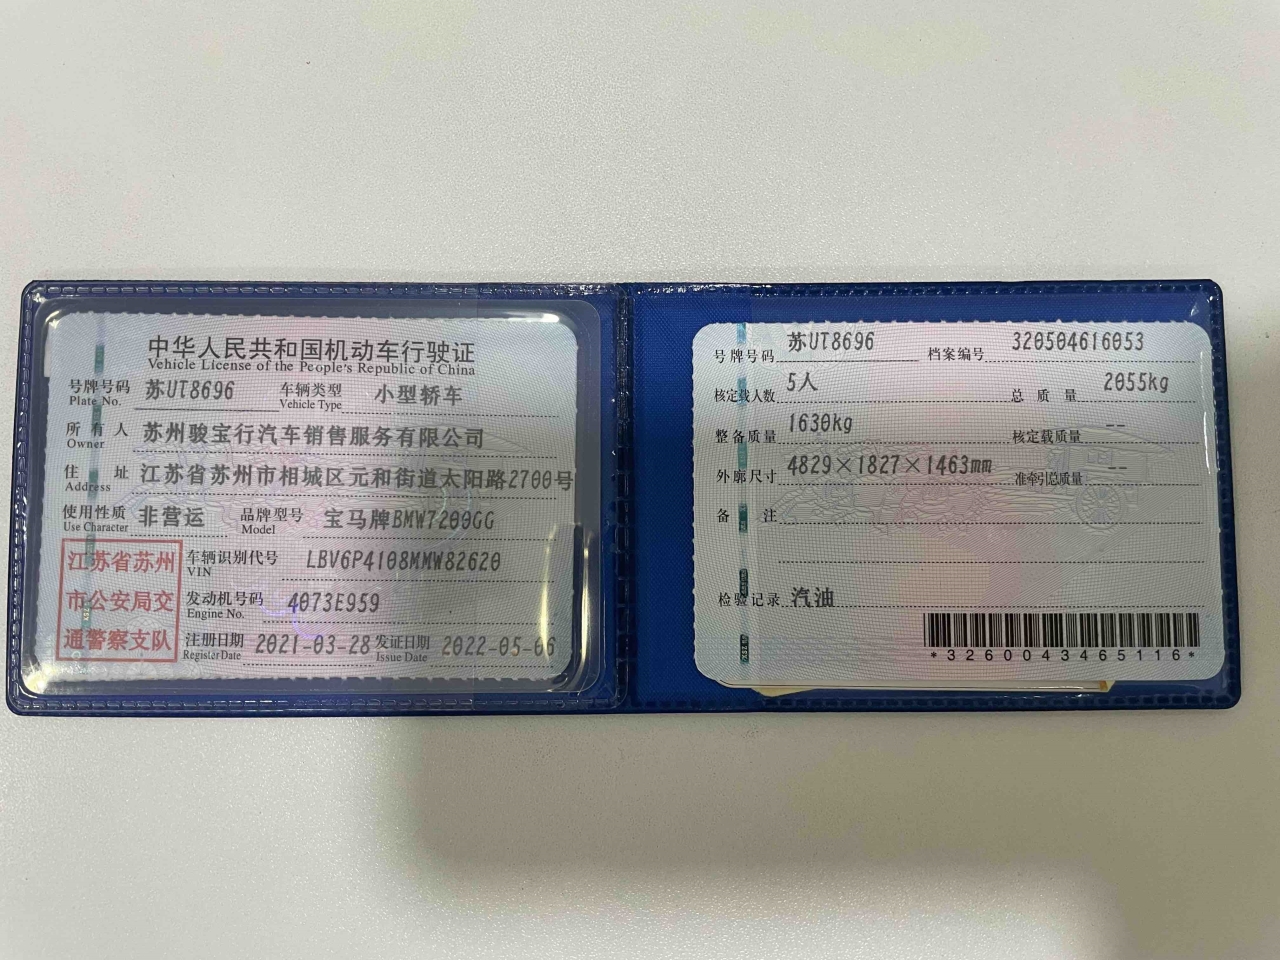 中华人民共和国机动车行驶证
Vehicle License of the People's Republic of China
号牌号码 苏UT8696 车辆类型 小型轿车
Plate No. Vehicle Type
所有人 苏州骏宝行汽车销售服务有限公司
Owner
住址 江苏省苏州市相城区元和街道太阳路2700号
Address
使用性质 非营运 品牌型号 宝马牌BMW7200GG
Use Character Model
江苏省苏州
市公安局交
通警察支队
车辆识别代号 LBV6P4108MMW82620
VIN
发动机号码 4073E959
Engine No.
注册日期 2021-03-28 发证日期 2022-05-06
Register Date Issue Date
号牌号码 苏UT8696 档案编号 320504616053
核定载人数 5人 总质量 2055kg
整备质量 1630kg 核定载质量 --
外廓尺寸 4829×1827×1463mm 准牵引总质量 --
备注
检验记录 汽油
*3260043465116*